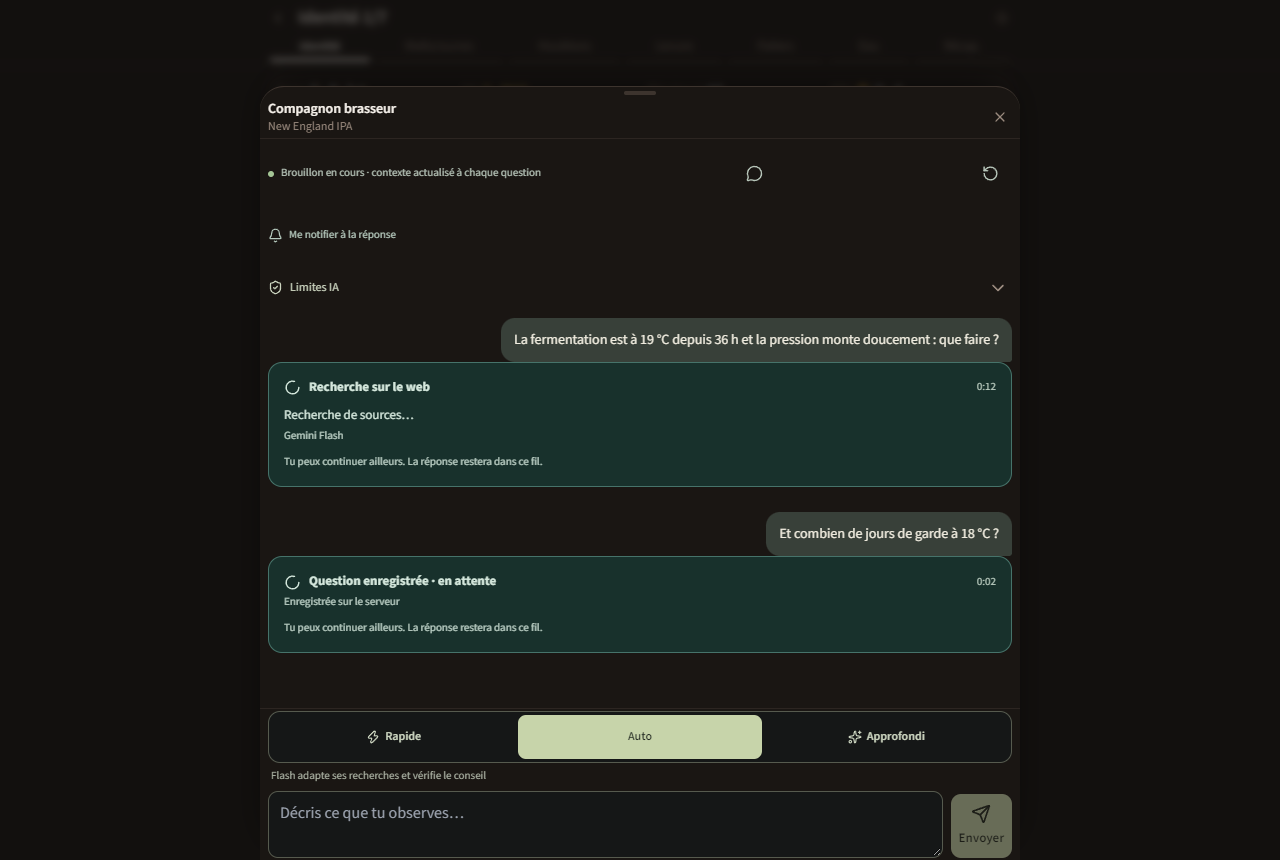 Compagnon brasseur
New England IPA
Brouillon en cours · contexte actualisé à chaque question
Me notifier à la réponse
Limites IA
La fermentation est à 19 °C depuis 36 h et la pression monte doucement : que faire ?
Recherche sur le web
0:12
Recherche de sources…
Gemini Flash
Tu peux continuer ailleurs. La réponse restera dans ce fil.
Et combien de jours de garde à 18 °C ?
Question enregistrée · en attente
0:02
Enregistrée sur le serveur
Tu peux continuer ailleurs. La réponse restera dans ce fil.
Rapide
Auto
Approfondi
Flash adapte ses recherches et vérifie le conseil
Décris ce que tu observes…
Envoyer